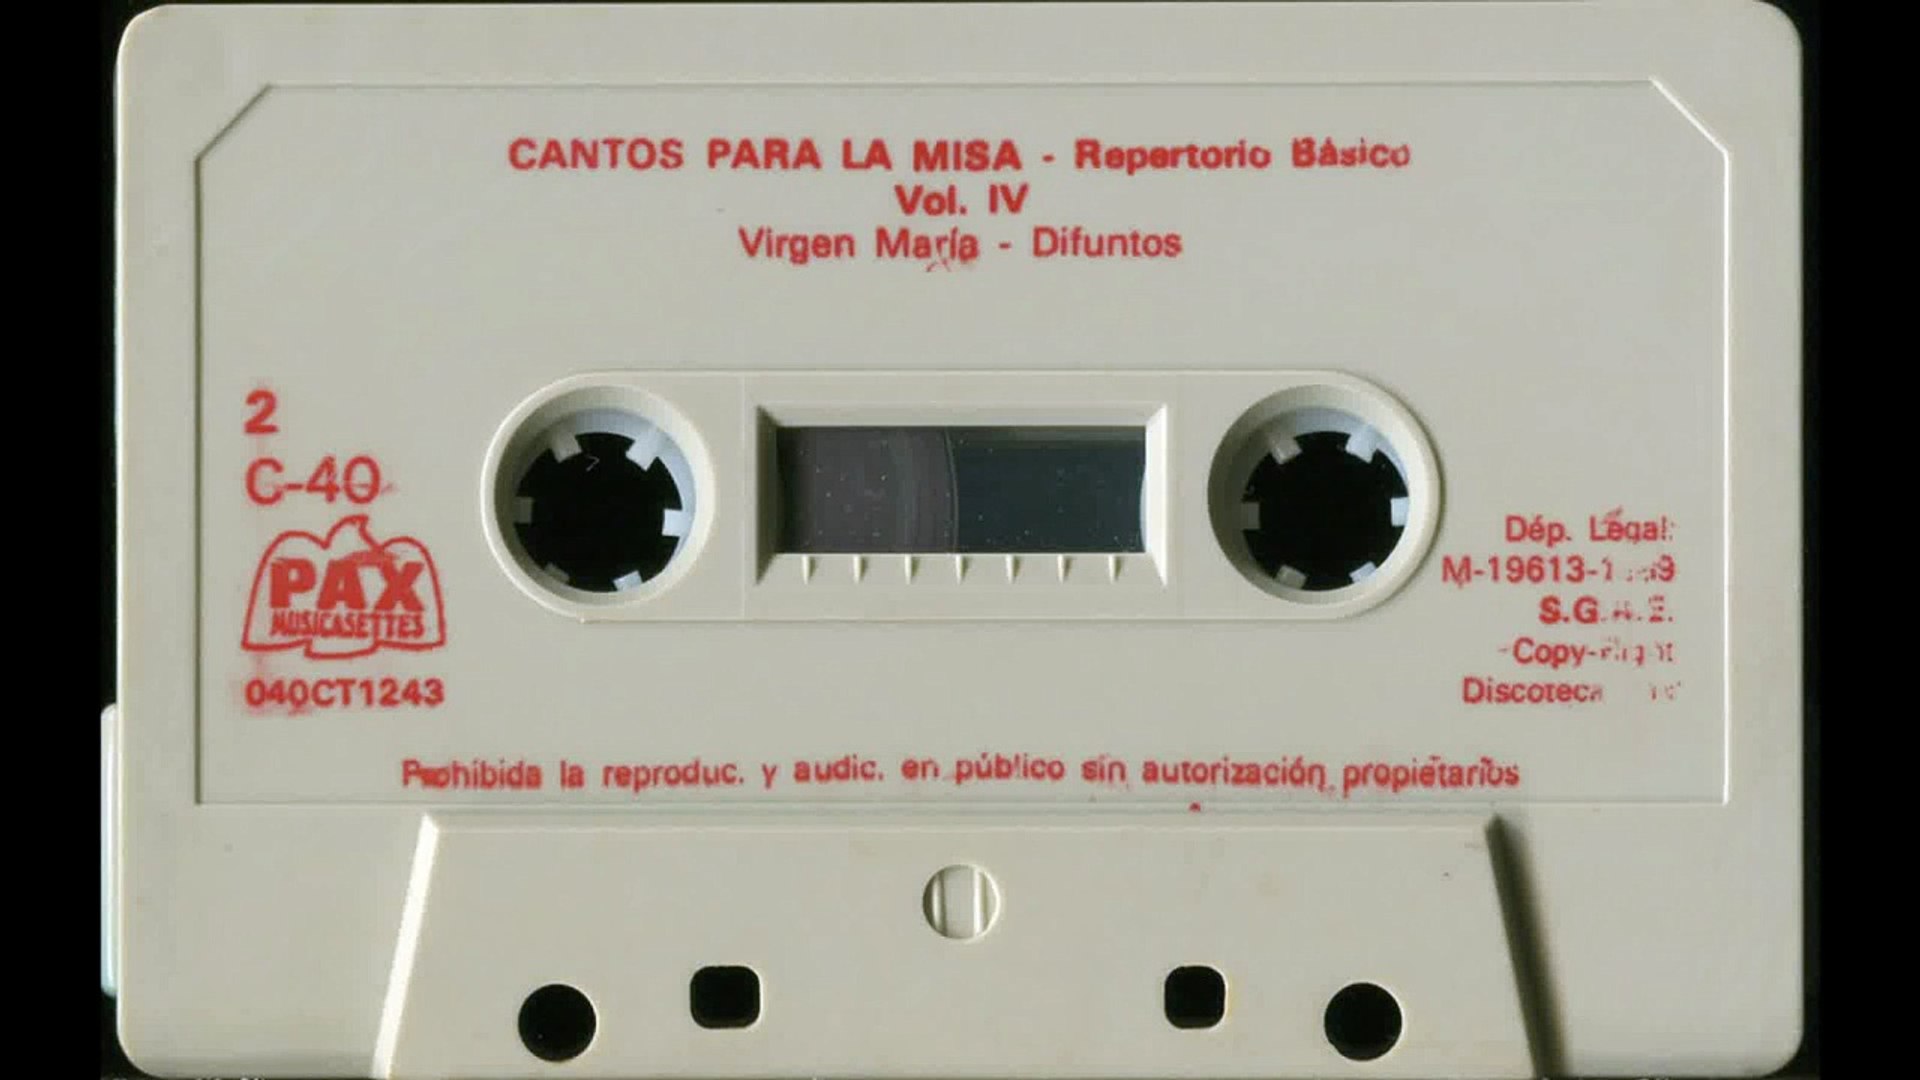 CANTOS PARA LA MISA - Repertorio Básico
Vol. IV
Virgen María - Difuntos
2
C-40
PAX
MUSICASETTES
040CT1243
Dép. Legal:
M-19613-
Copy-
Prohibida la reproduc. y audic. en público sin autorización propietarios